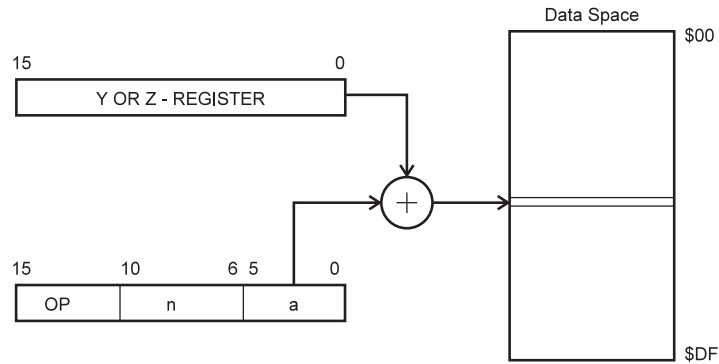 Data Space
$00
15 0
Y OR Z - REGISTER
+
15 10 6 5 0
OP n a
$DF